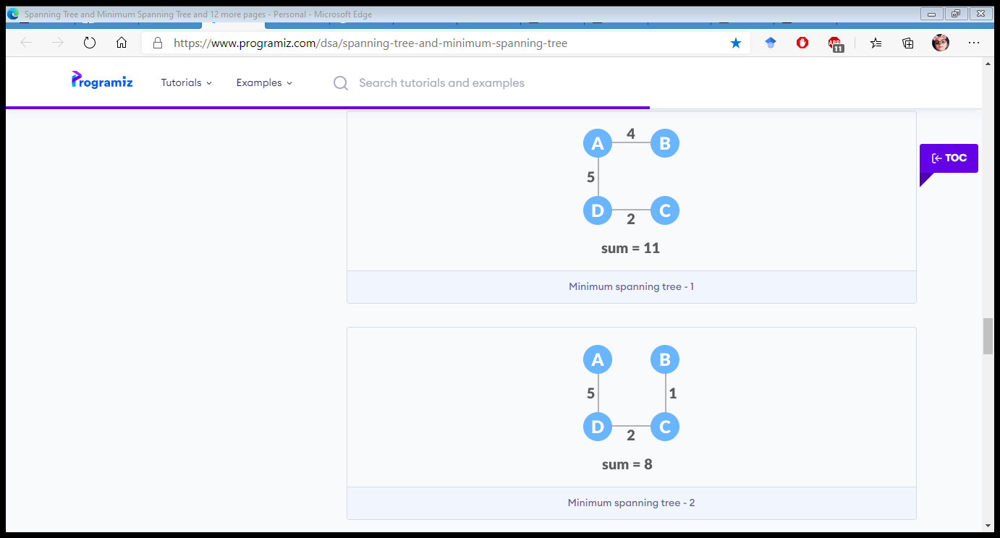 Spanning Tree and Minimum Spanning Tree and 12 more pages - Personal - Microsoft Edge
https://www.programiz.com/dsa/spanning-tree-and-minimum-spanning-tree
11
Programiz Tutorials Examples Search tutorials and examples
TOC
A 4 B
5
D 2 C
sum = 11
Minimum spanning tree - 1
A B
5 1
D 2 C
sum = 8
Minimum spanning tree - 2